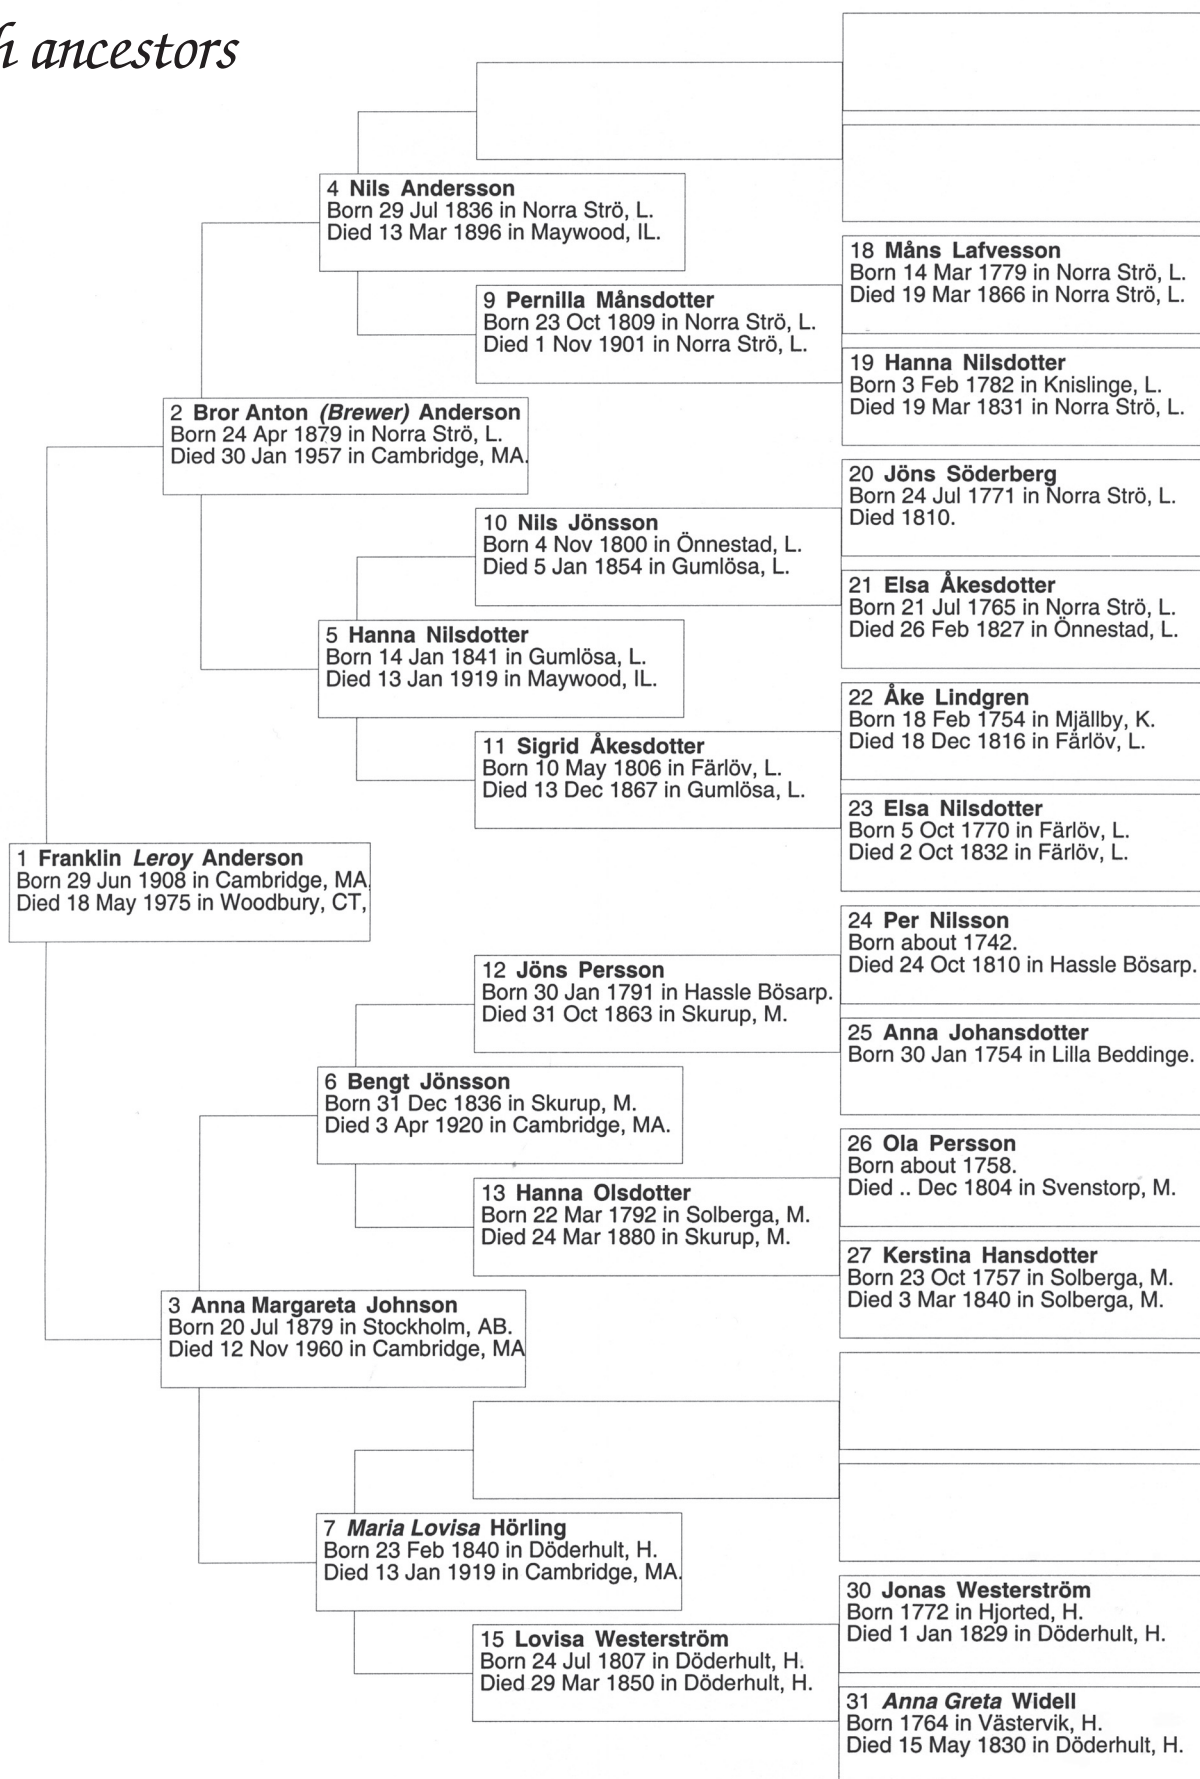 h ancestors
4 Nils Andersson
Born 29 Jul 1836 in Norra Strö, L.
Died 13 Mar 1896 in Maywood, IL.
18 Måns Lafvesson
Born 14 Mar 1779 in Norra Strö, L.
Died 19 Mar 1866 in Norra Strö, L.
9 Pernilla Månsdotter
Born 23 Oct 1809 in Norra Strö, L.
Died 1 Nov 1901 in Norra Strö, L.
19 Hanna Nilsdotter
Born 3 Feb 1782 in Knislinge, L.
Died 19 Mar 1831 in Norra Strö, L.
2 Bror Anton (Brewer) Anderson
Born 24 Apr 1879 in Norra Strö, L.
Died 30 Jan 1957 in Cambridge, MA.
20 Jöns Söderberg
Born 24 Jul 1771 in Norra Strö, L.
Died 1810.
10 Nils Jönsson
Born 4 Nov 1800 in Önnestad, L.
Died 5 Jan 1854 in Gumlösa, L.
21 Elsa Åkesdotter
Born 21 Jul 1765 in Norra Strö, L.
Died 26 Feb 1827 in Önnestad, L.
5 Hanna Nilsdotter
Born 14 Jan 1841 in Gumlösa, L.
Died 13 Jan 1919 in Maywood, IL.
22 Åke Lindgren
Born 18 Feb 1754 in Mjällby, K.
Died 18 Dec 1816 in Färlöv, L.
11 Sigrid Åkesdotter
Born 10 May 1806 in Färlöv, L.
Died 13 Dec 1867 in Gumlösa, L.
23 Elsa Nilsdotter
Born 5 Oct 1770 in Färlöv, L.
Died 2 Oct 1832 in Färlöv, L.
1 Franklin Leroy Anderson
Born 29 Jun 1908 in Cambridge, MA
Died 18 May 1975 in Woodbury, CT,
24 Per Nilsson
Born about 1742.
Died 24 Oct 1810 in Hassle Bösarp.
12 Jöns Persson
Born 30 Jan 1791 in Hassle Bösarp.
Died 31 Oct 1863 in Skurup, M.
25 Anna Johansdotter
Born 30 Jan 1754 in Lilla Beddinge.
6 Bengt Jönsson
Born 31 Dec 1836 in Skurup, M.
Died 3 Apr 1920 in Cambridge, MA.
26 Ola Persson
Born about 1758.
Died .. Dec 1804 in Svenstorp, M.
13 Hanna Olsdotter
Born 22 Mar 1792 in Solberga, M.
Died 24 Mar 1880 in Skurup, M.
27 Kerstina Hansdotter
Born 23 Oct 1757 in Solberga, M.
Died 3 Mar 1840 in Solberga, M.
3 Anna Margareta Johnson
Born 20 Jul 1879 in Stockholm, AB.
Died 12 Nov 1960 in Cambridge, MA
7 Maria Lovisa Hörling
Born 23 Feb 1840 in Döderhult, H.
Died 13 Jan 1919 in Cambridge, MA.
30 Jonas Westerström
Born 1772 in Hjorted, H.
Died 1 Jan 1829 in Döderhult, H.
15 Lovisa Westerström
Born 24 Jul 1807 in Döderhult, H.
Died 29 Mar 1850 in Döderhult, H.
31 Anna Greta Widell
Born 1764 in Västervik, H.
Died 15 May 1830 in Döderhult, H.